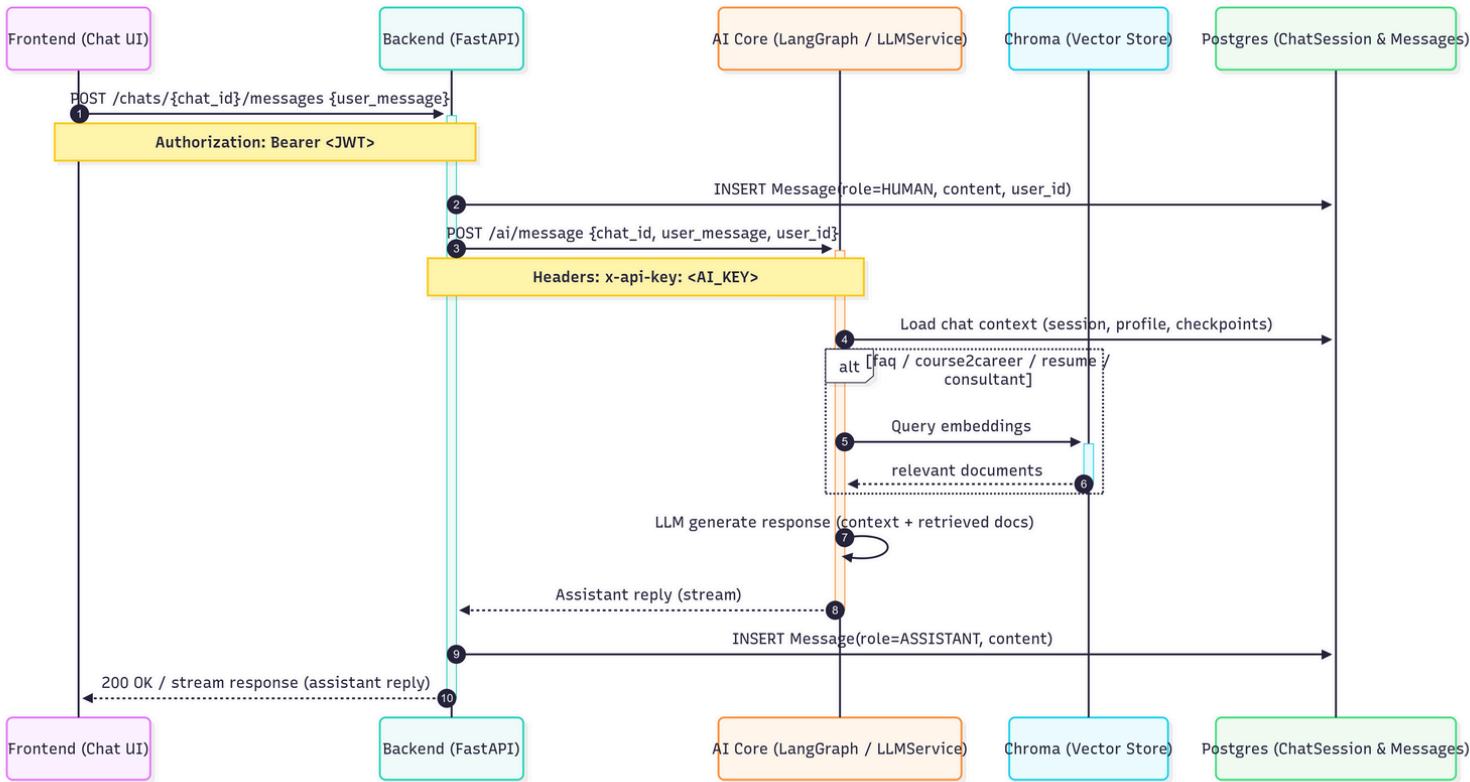 Frontend (Chat UI)
Backend (FastAPI)
AI Core (LangGraph / LLMService)
Chroma (Vector Store)
Postgres (ChatSession & Messages)
POST /chats/{chat_id}/messages {user_message}
1
Authorization: Bearer <JWT>
INSERT Message(role=HUMAN, content, user_id)
2
POST /ai/message {chat_id, user_message, user_id}
3
Headers: x-api-key: <AI_KEY>
Load chat context (session, profile, checkpoints)
4
alt
[faq / course2career / resume /
consultant]
Query embeddings
5
relevant documents
6
LLM generate response (context + retrieved docs)
7
Assistant reply (stream)
8
INSERT Message(role=ASSISTANT, content)
9
200 OK / stream response (assistant reply)
10
Frontend (Chat UI)
Backend (FastAPI)
AI Core (LangGraph / LLMService)
Chroma (Vector Store)
Postgres (ChatSession & Messages)